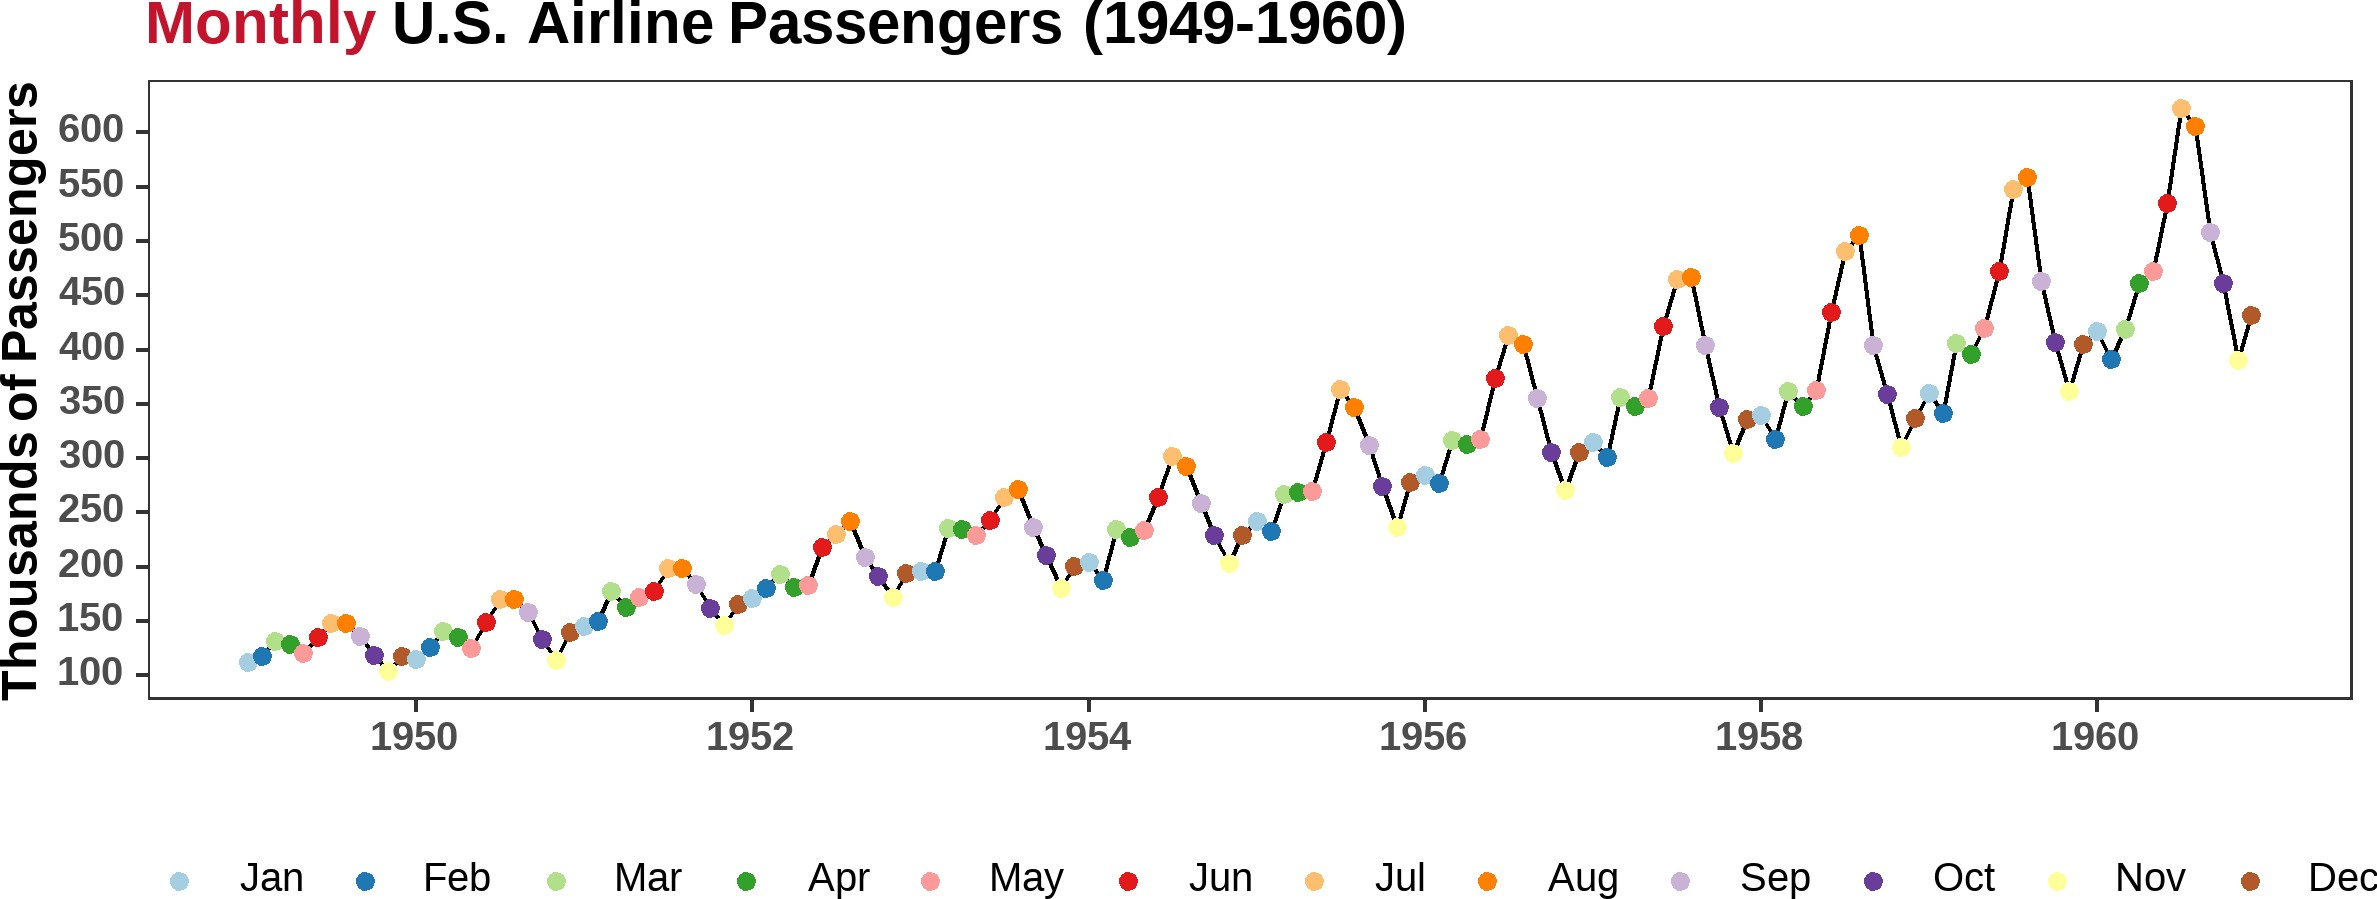 Monthly U.S. Airline Passengers (1949-1960)
Thousands of Passengers
600
550
500
450
400
350
300
250
200
150
100
1950 1952 1954 1956 1958 1960
Jan Feb Mar Apr May Jun Jul Aug Sep Oct Nov Dec